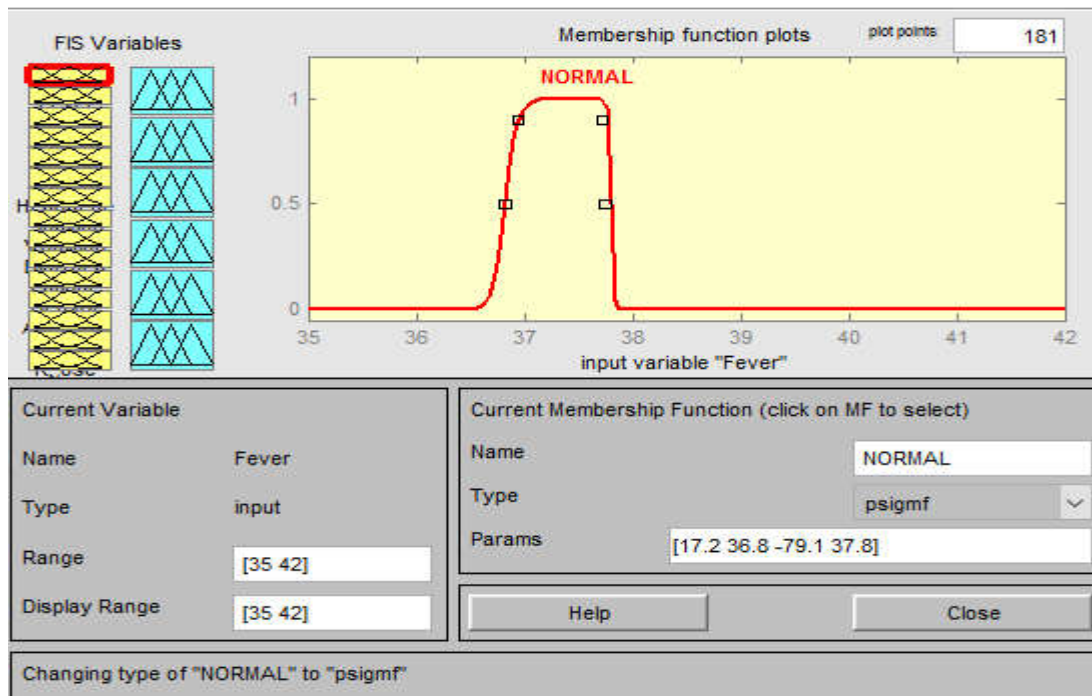 FIS Variables
Membership function plots
plot points:
181
NORMAL
1
0.5
0
35 36 37 38 39 40 41 42
input variable "Fever"
Current Variable
Name Fever
Type input
Range [35 42]
Display Range [35 42]
Current Membership Function (click on MF to select)
Name NORMAL
Type psigmf
Params [17.2 36.8 -79.1 37.8]
Help Close
Changing type of "NORMAL" to "psigmf"